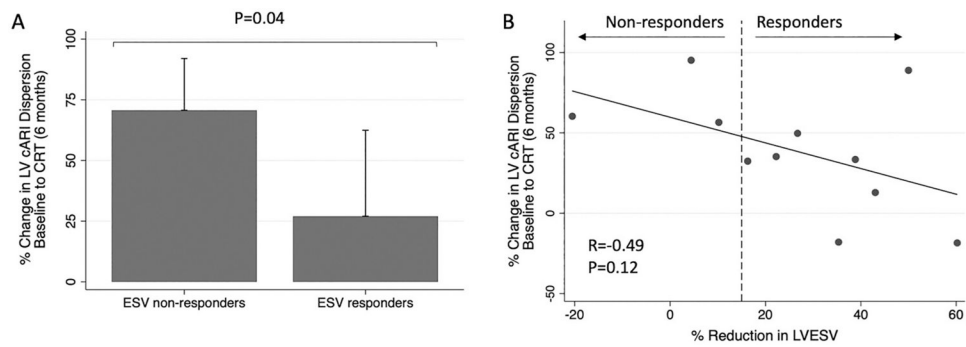 A
P=0.04
% Change in LV cARI Dispersion
Baseline to CRT (6 months)
100
75
50
25
0
ESV non-responders
ESV responders
B
Non-responders
Responders
% Change in LV cARI Dispersion
Baseline to CRT (6 months)
100
50
0
-50
R=-0.49
P=0.12
-20
0
20
40
60
% Reduction in LVESV